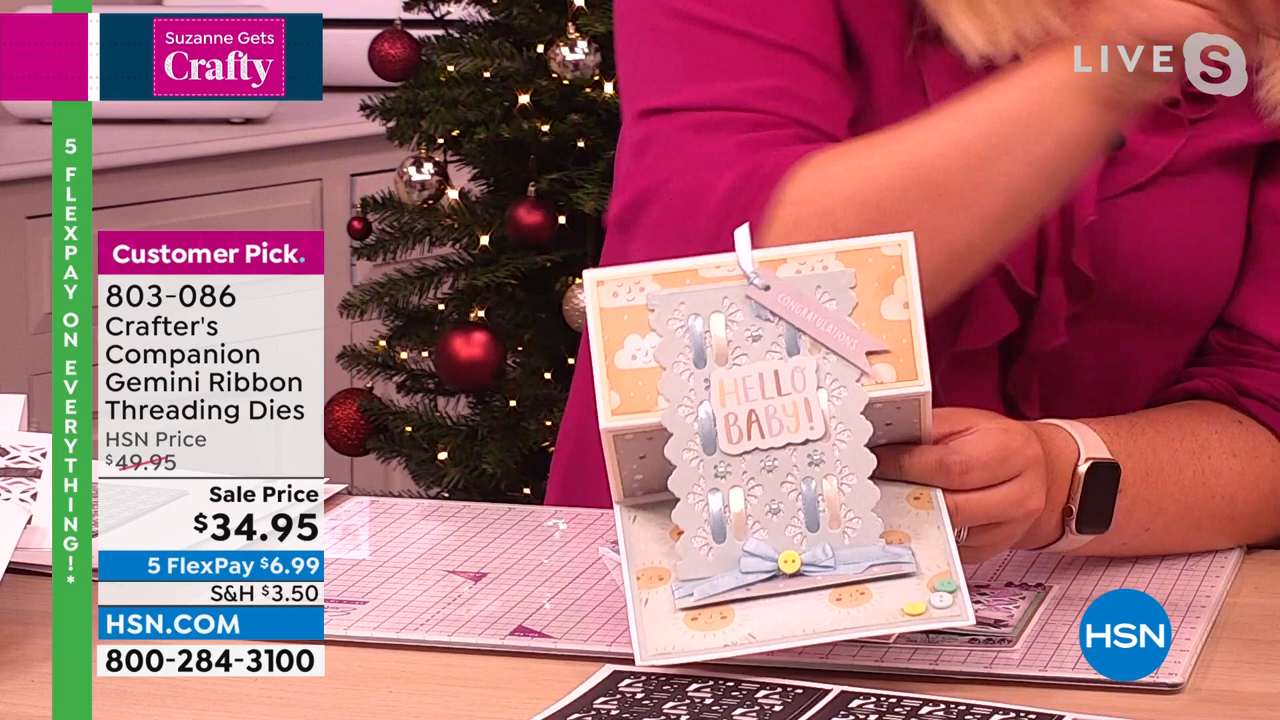 Suzanne Gets
Crafty
LIVE S
5 FLEXPAY ON EVERYTHING!*
Customer Pick.
803-086
Crafter's
Companion
Gemini Ribbon
Threading Dies
HSN Price
$49.95
Sale Price
$34.95
5 FlexPay $6.99
S&H $3.50
HSN.COM
800-284-3100
CONGRATULATIONS
HELLO
BABY!
HSN